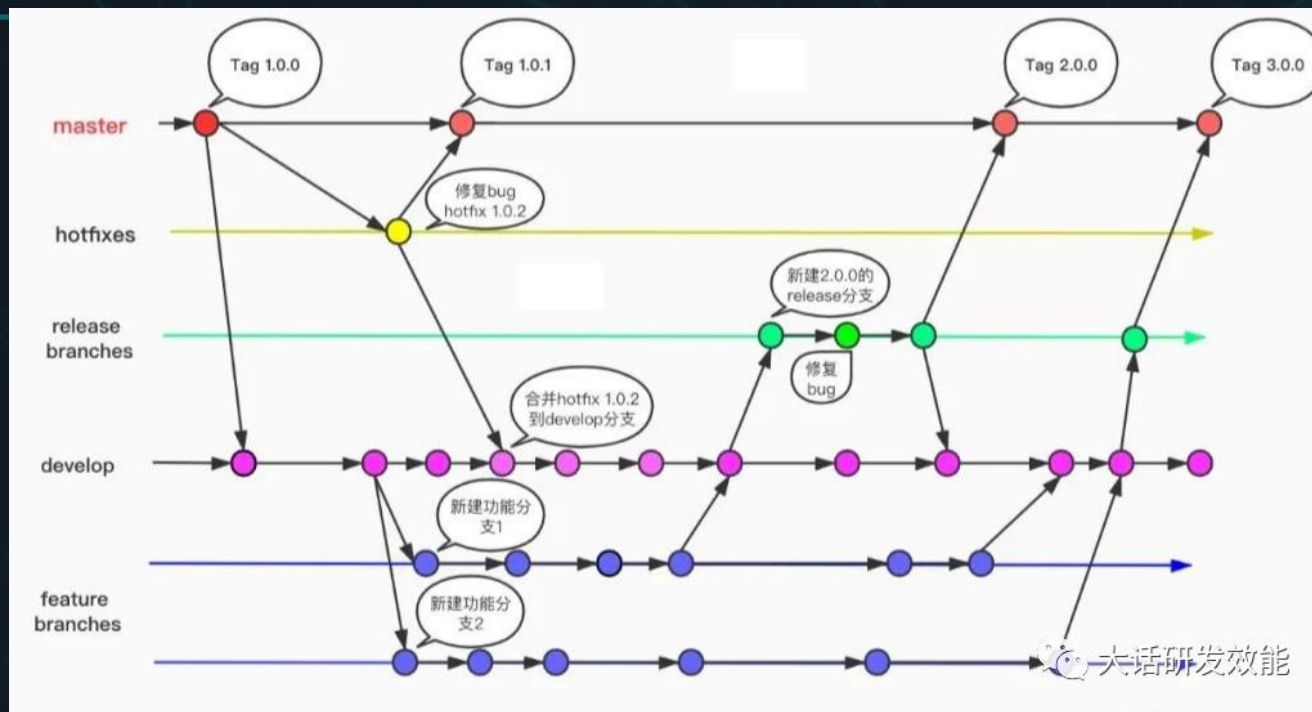 Tag 1.0.0
Tag 1.0.1
Tag 2.0.0
Tag 3.0.0
master
修复bug
hotfix 1.0.2
hotfixes
新建2.0.0的
release分支
release
branches
修复
bug
合并hotfix 1.0.2
到develop分支
develop
新建功能分
支1
feature
branches
新建功能分
支2
大话研发效能